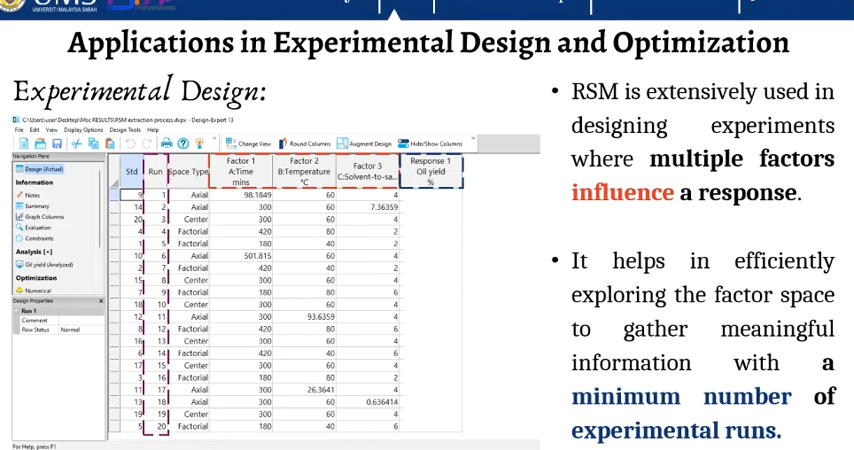 UNIVERSITI MALAYSIA SABAH
Applications in Experimental Design and Optimization
Experimental Design:
C:\Users\user\Desktop\Msc RESULTS\RSM extraction process.dxpx - Design-Expert 13
File Edit View Display Options Design Tools Help
Change View Round Columns Augment Design Hide/Show Columns
Navigation Pane
Design (Actual)
Information
Notes
Summary
Graph Columns
Evaluation
Constraints
Analysis [+]
Oil yield (Analyzed)
Optimization
Numerical
Design Properties
Run 1
Comment
Row Status Normal
Std Run Space Type Factor 1 A:Time mins Factor 2 B:Temperature °C Factor 3 C:Solvent-to-sa... Response 1 Oil yield %
9 1 Axial 98.1849 60 4
14 2 Axial 300 60 7.36359
20 3 Center 300 60 4
4 4 Factorial 420 80 2
1 5 Factorial 180 40 2
10 6 Axial 501.815 60 4
2 7 Factorial 420 40 2
15 8 Center 300 60 4
7 9 Factorial 180 80 6
18 10 Center 300 60 4
12 11 Axial 300 93.6359 4
8 12 Factorial 420 80 6
16 13 Center 300 60 4
6 14 Factorial 420 40 6
17 15 Center 300 60 4
3 16 Factorial 180 80 2
11 17 Axial 300 26.3641 4
13 18 Axial 300 60 0.636414
19 19 Center 300 60 4
5 20 Factorial 180 40 6
For Help, press F1
• RSM is extensively used in
designing experiments
where multiple factors
influence a response.
• It helps in efficiently
exploring the factor space
to gather meaningful
information with a
minimum number of
experimental runs.